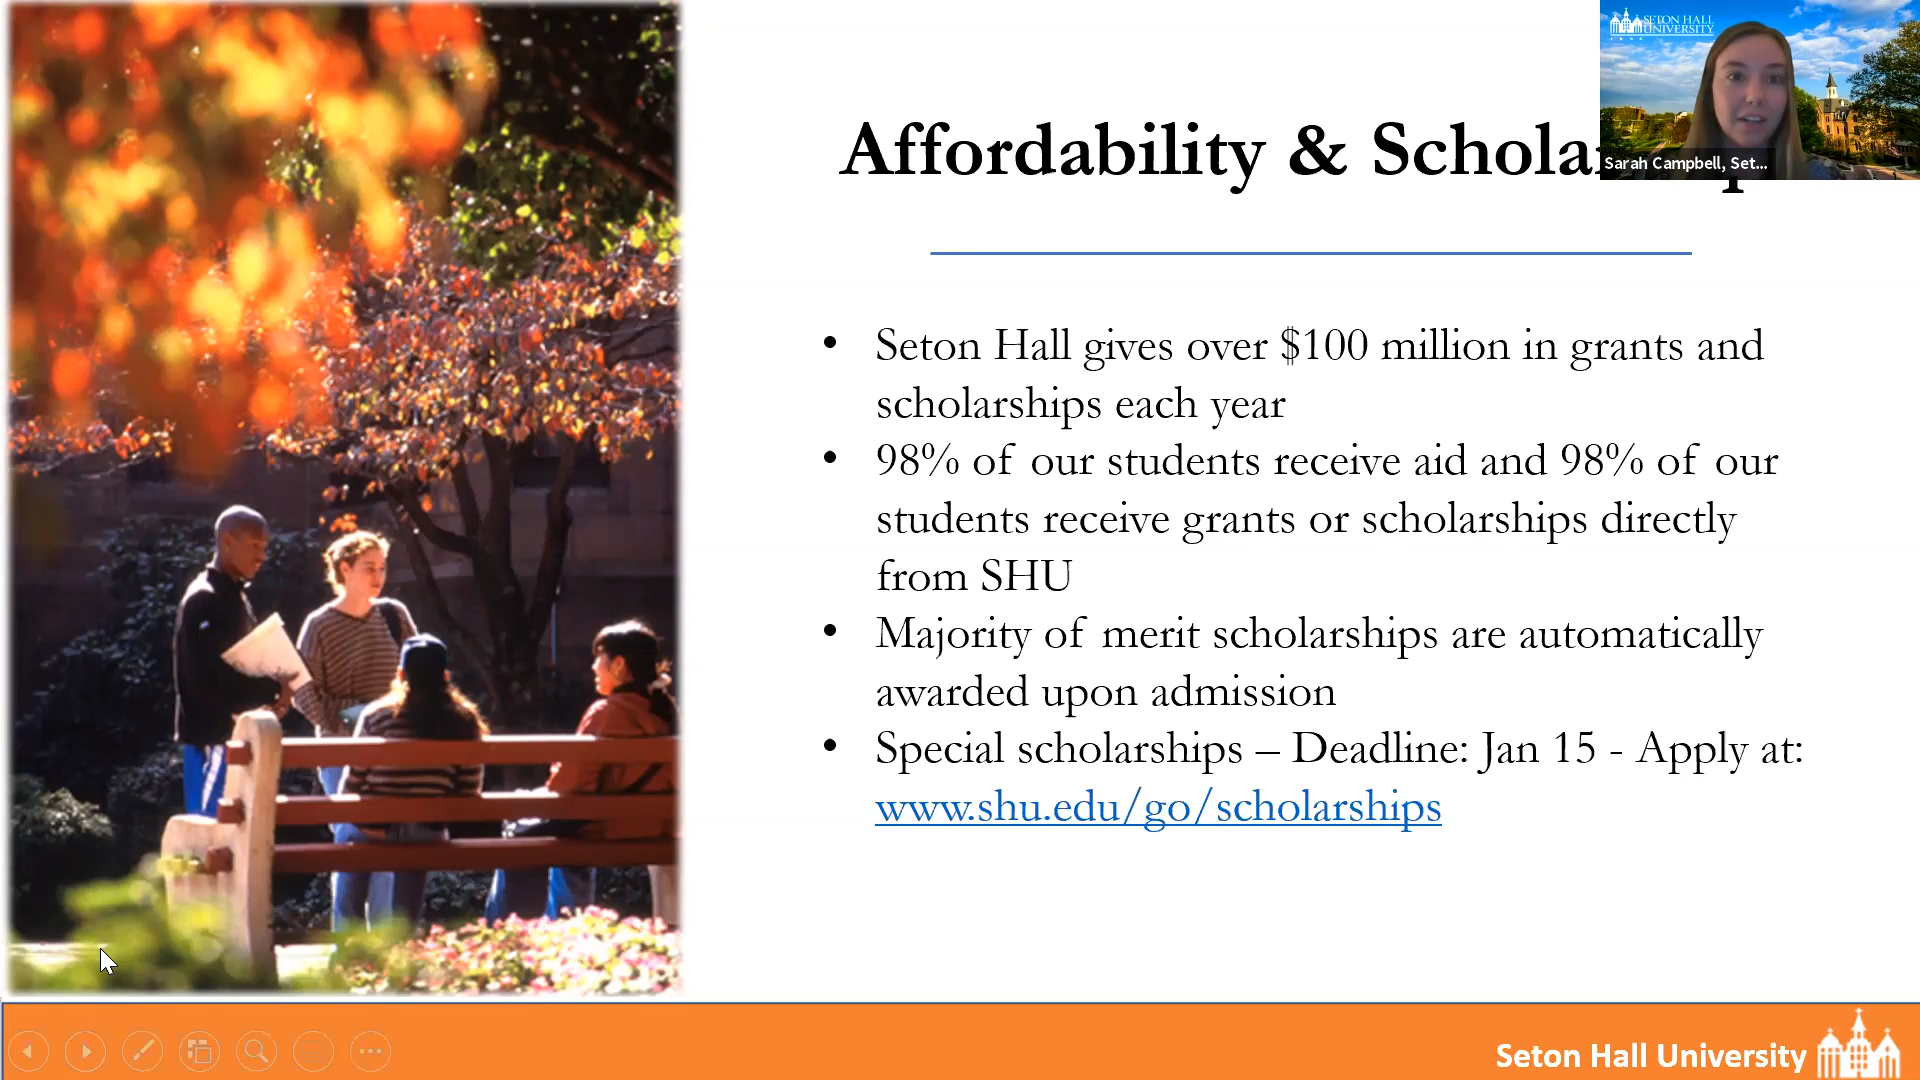 SETON HALL
UNIVERSITY
Sarah Campbell, Set...
Affordability &
Seton Hall gives over $100 million in grants and
scholarships each year
98% of our students receive aid and 98% of our
students receive grants or scholarships directly
from SHU
Majority of merit scholarships are automatically
awarded upon admission
Special scholarships – Deadline: Jan 15 - Apply at:
www.shu.edu/go/scholarships
Seton Hall University